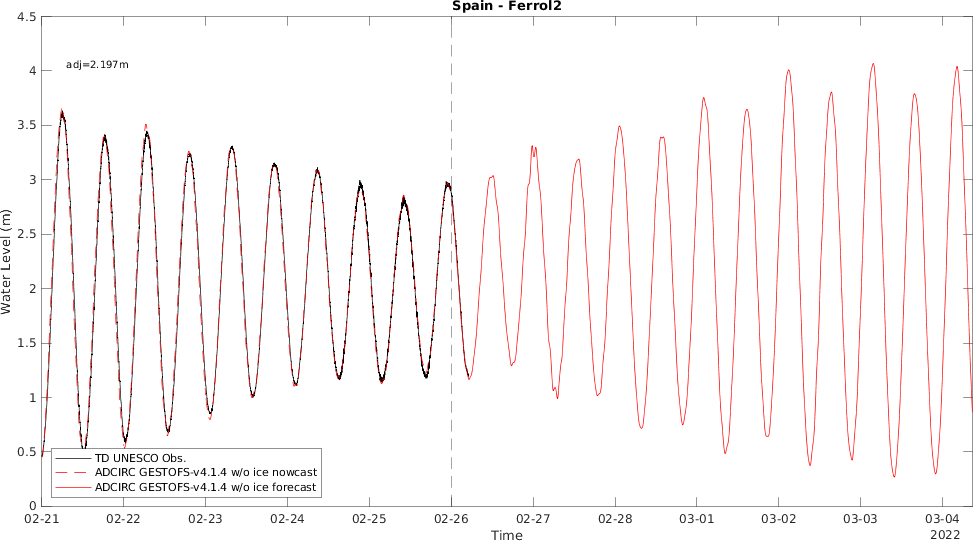 Spain - Ferrol2
4.5
4
3.5
3
2.5
2
1.5
1
0.5
0
Water Level (m)
adj=2.197m
TD UNESCO Obs.
ADCIRC GESTOFS-v4.1.4 w/o ice nowcast
ADCIRC GESTOFS-v4.1.4 w/o ice forecast
02-21 02-22 02-23 02-24 02-25 02-26 02-27 02-28 03-01 03-02 03-03 03-04
Time
2022